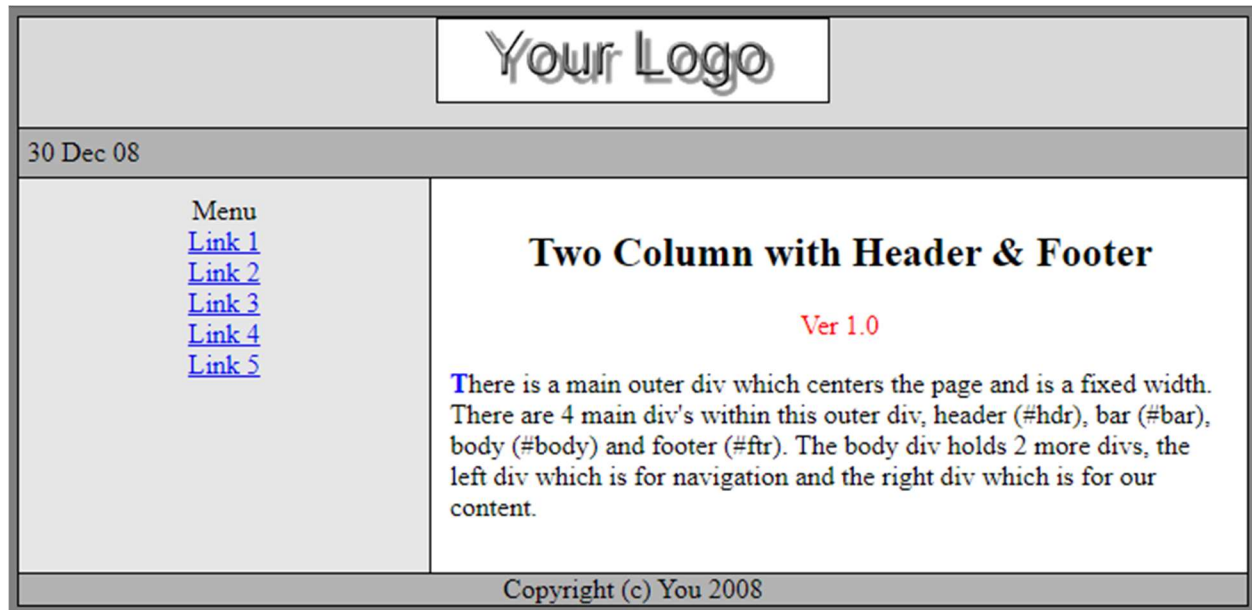 Your Logo
30 Dec 08
Menu
Link 1
Link 2
Link 3
Link 4
Link 5
Two Column with Header & Footer
Ver 1.0
There is a main outer div which centers the page and is a fixed width.
There are 4 main div's within this outer div, header (#hdr), bar (#bar),
body (#body) and footer (#ftr). The body div holds 2 more divs, the
left div which is for navigation and the right div which is for our
content.
Copyright (c) You 2008